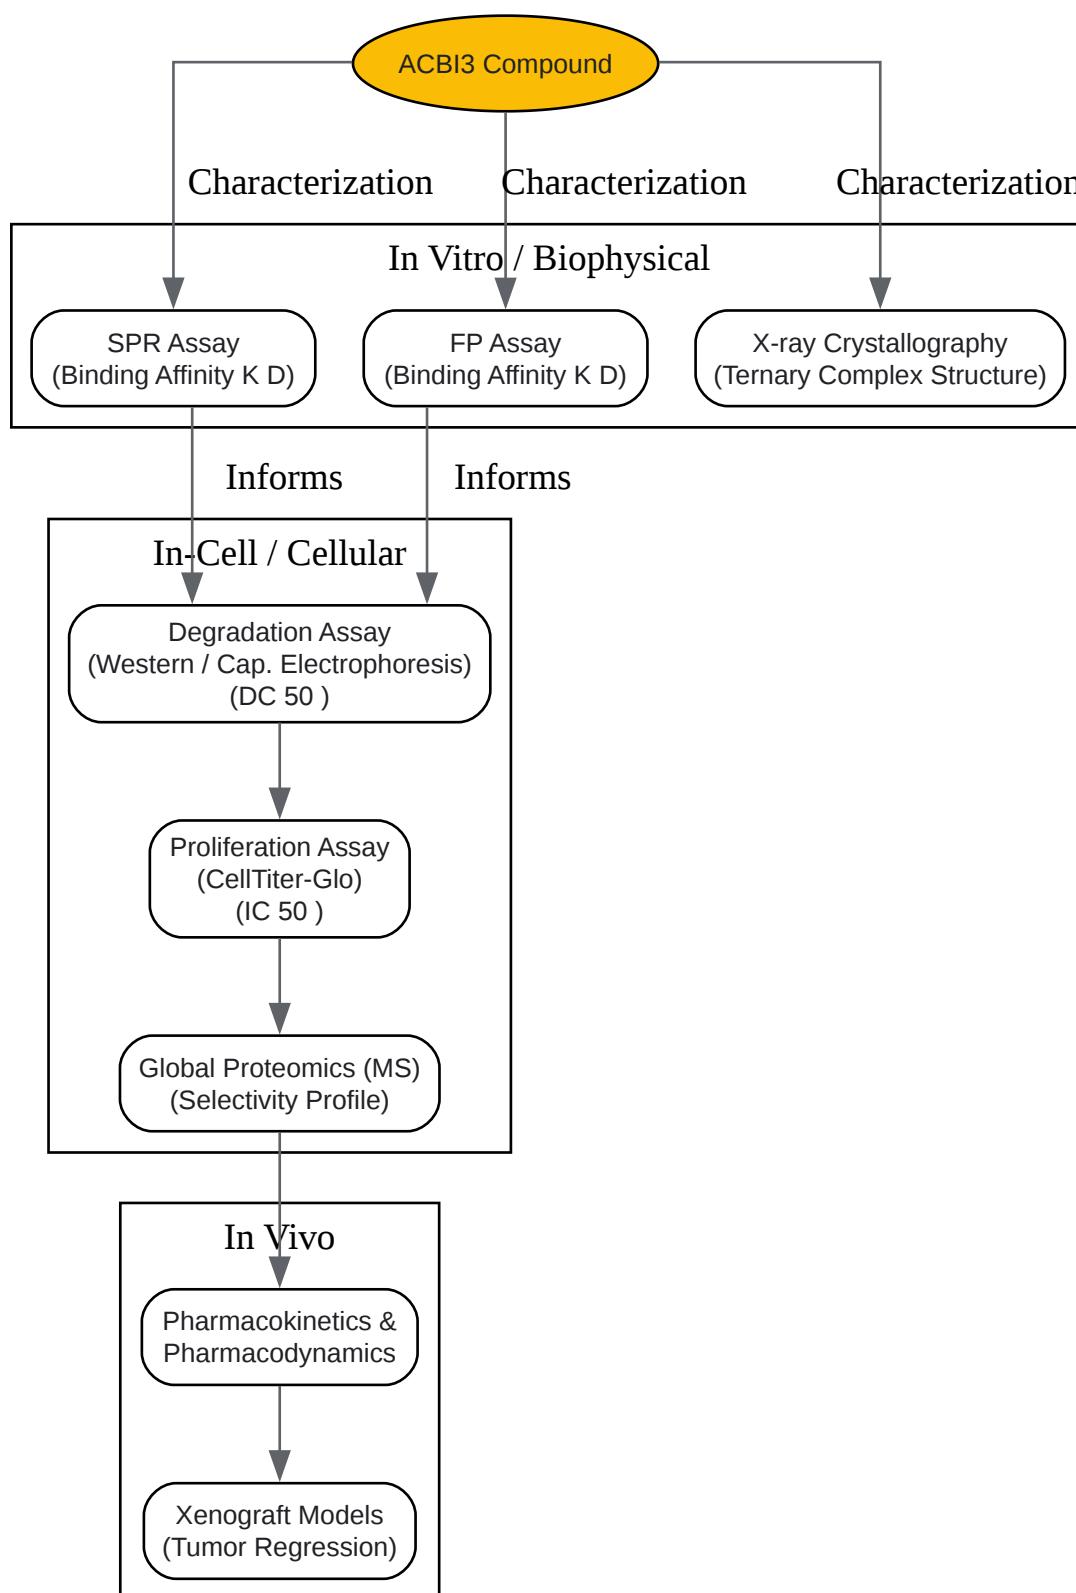 ACBI3 Compound
Characterization
Characterization
Characterization
In Vitro / Biophysical
SPR Assay
(Binding Affinity K D)
FP Assay
(Binding Affinity K D)
X-ray Crystallography
(Ternary Complex Structure)
Informs
Informs
In-Cell / Cellular
Degradation Assay
(Western / Cap. Electrophoresis)
(DC 50 )
Proliferation Assay
(CellTiter-Glo)
(IC 50 )
Global Proteomics (MS)
(Selectivity Profile)
In Vivo
Pharmacokinetics &
Pharmacodynamics
Xenograft Models
(Tumor Regression)